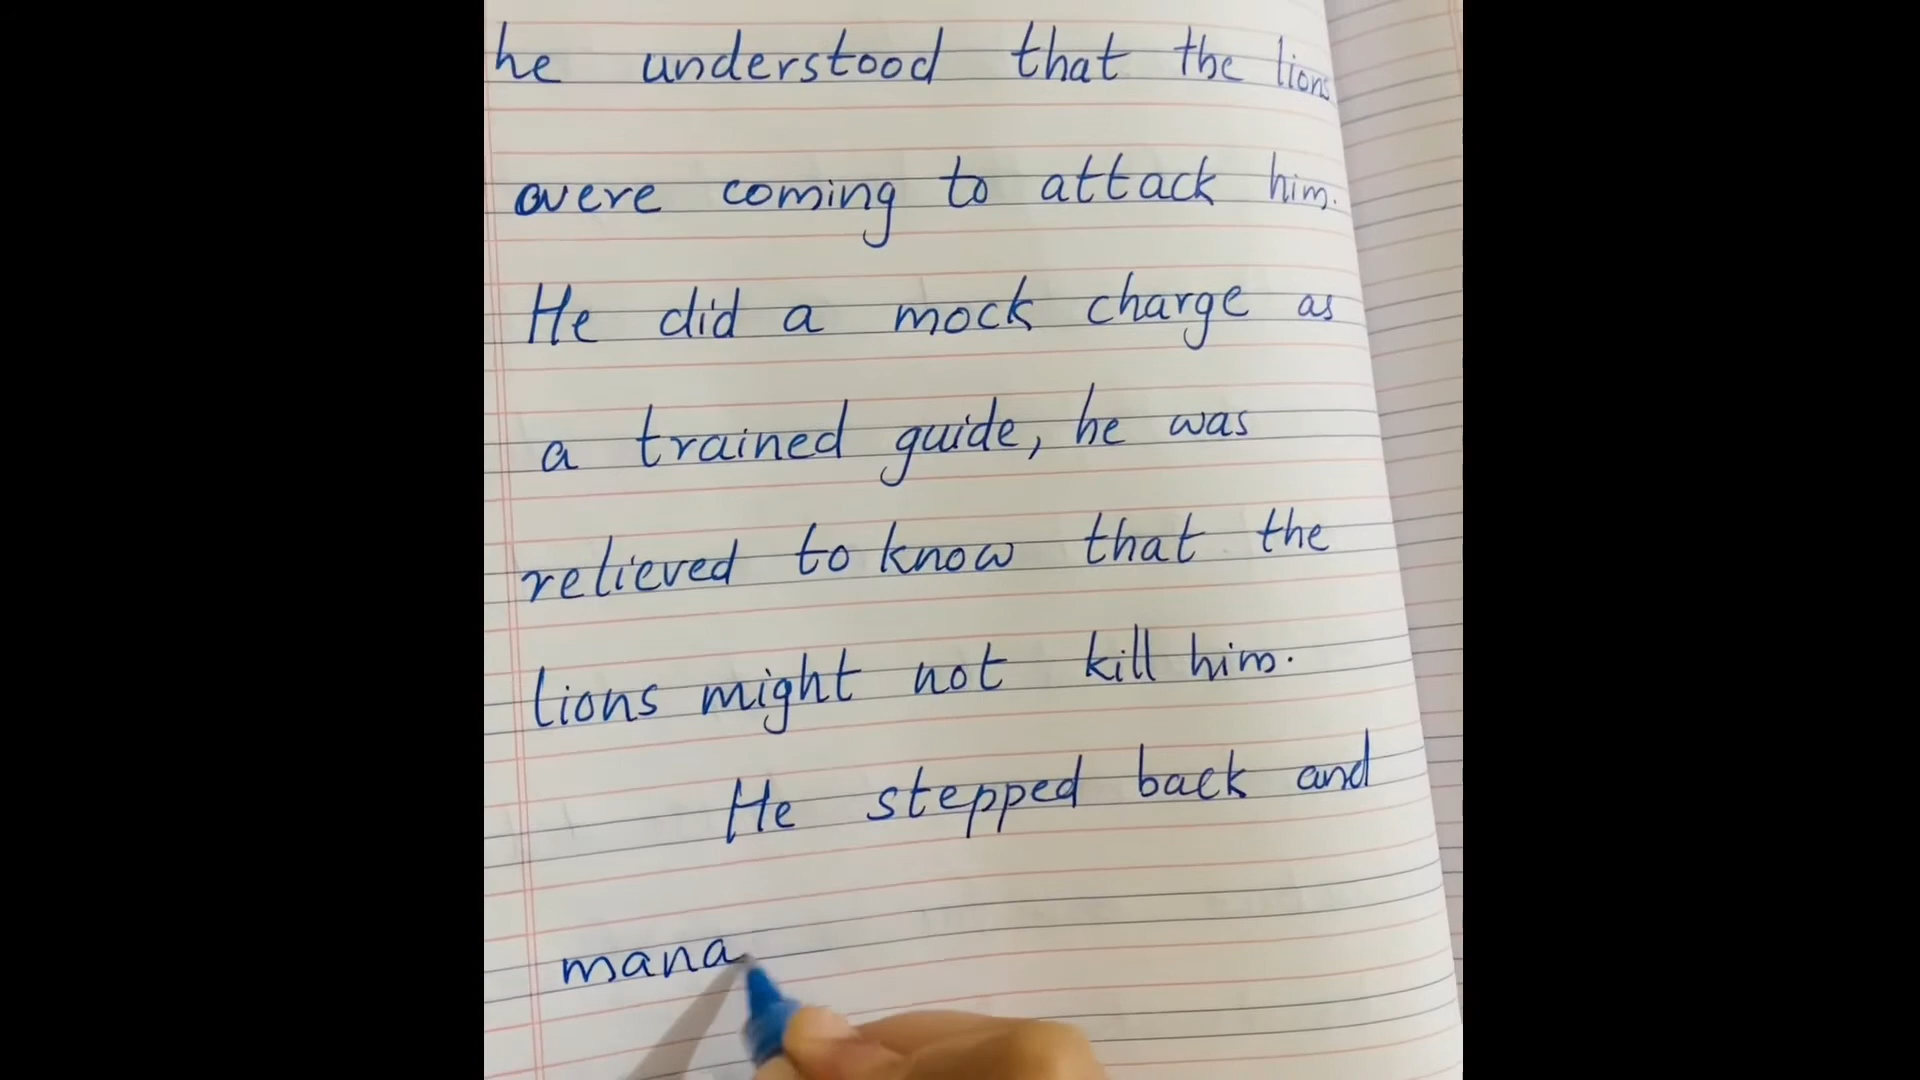 he understood that the lions
were coming to attack him.
He did a mock charge as
a trained guide, he was
relieved to know that the
lions might not kill him.
He stepped back and
mana